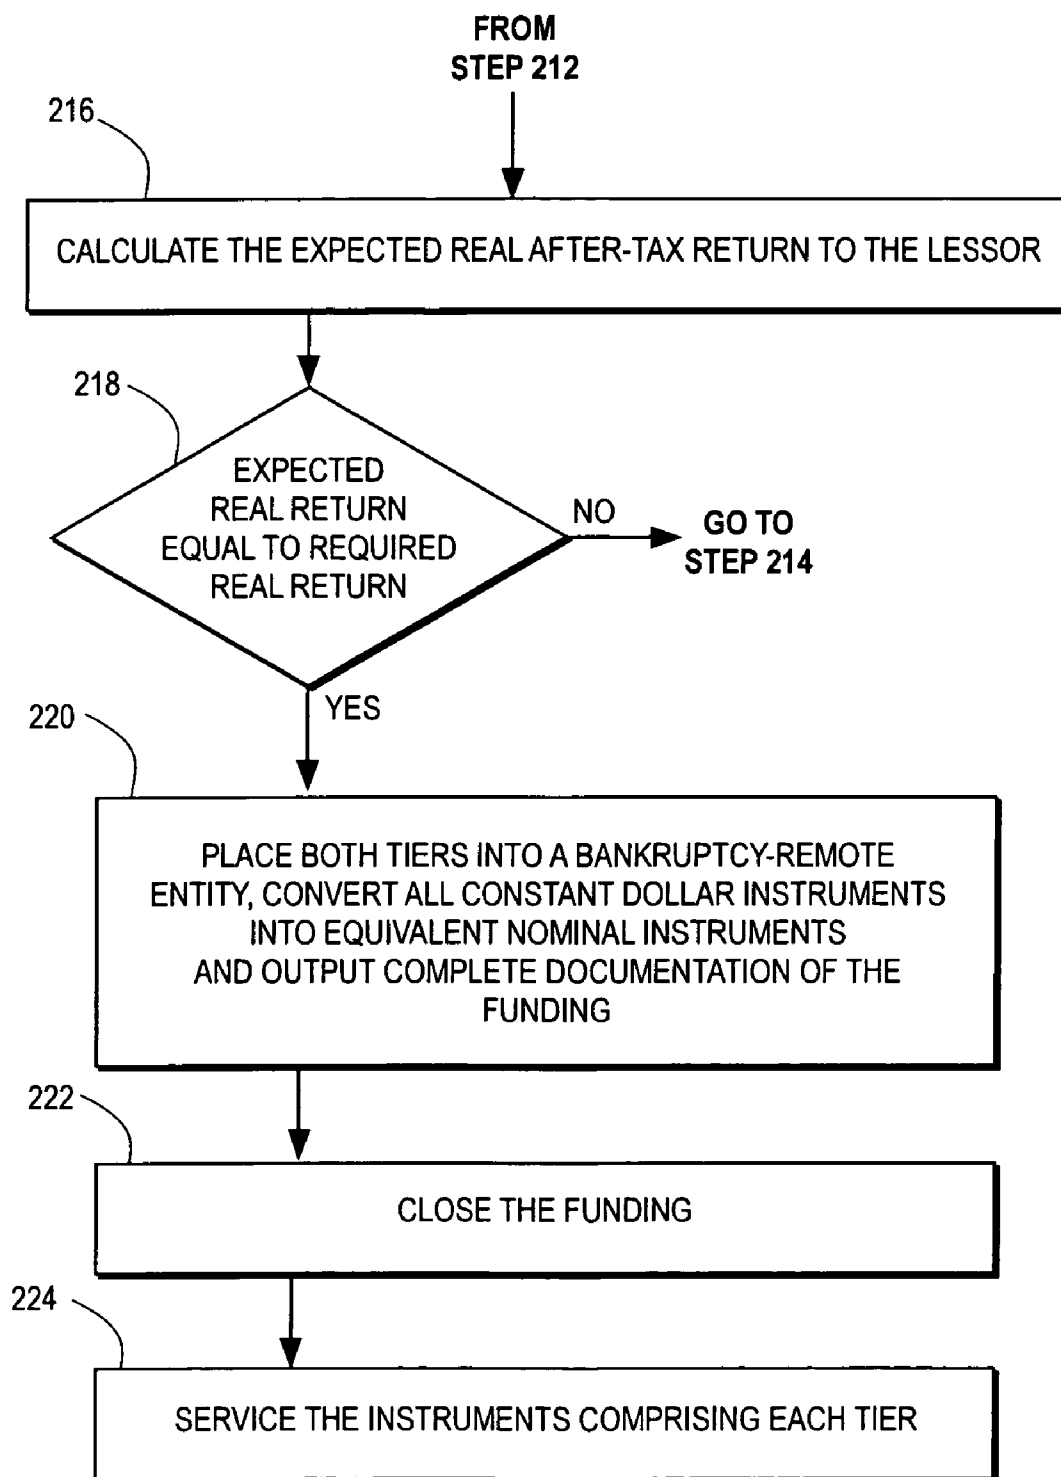 FROM
STEP 212
216
CALCULATE THE EXPECTED REAL AFTER-TAX RETURN TO THE LESSOR
218
EXPECTED
REAL RETURN
EQUAL TO REQUIRED
REAL RETURN
NO
GO TO
STEP 214
YES
220
PLACE BOTH TIERS INTO A BANKRUPTCY-REMOTE
ENTITY, CONVERT ALL CONSTANT DOLLAR INSTRUMENTS
INTO EQUIVALENT NOMINAL INSTRUMENTS
AND OUTPUT COMPLETE DOCUMENTATION OF THE
FUNDING
222
CLOSE THE FUNDING
224
SERVICE THE INSTRUMENTS COMPRISING EACH TIER